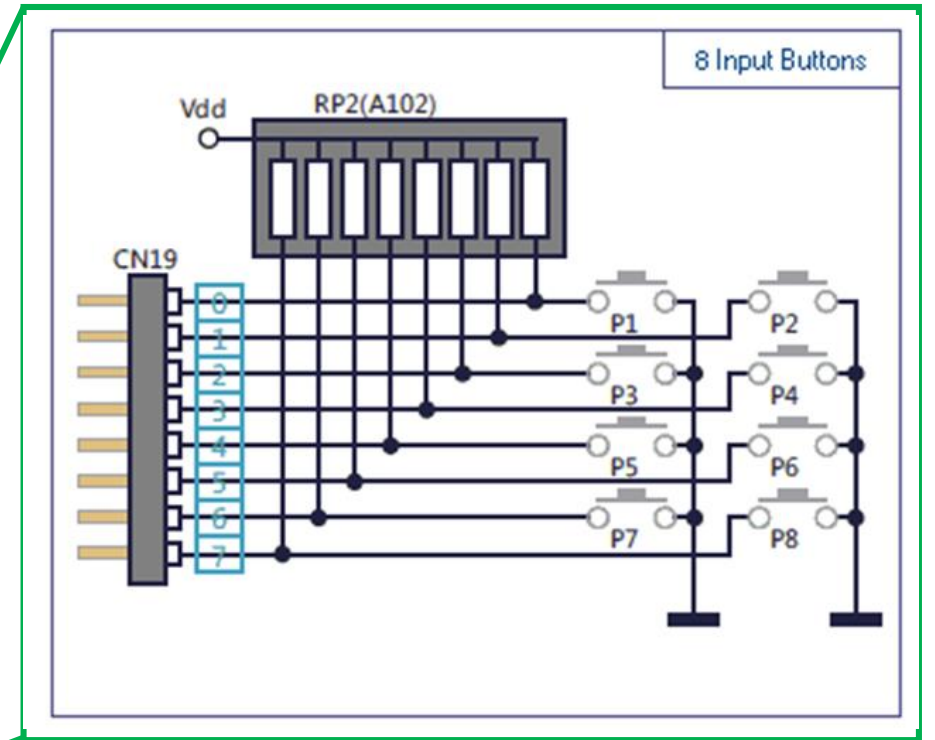 8 Input Buttons
Vdd
RP2(A102)
CN19
0
P1
P2
1
2
P3
P4
3
4
P5
P6
5
6
P7
P8
7